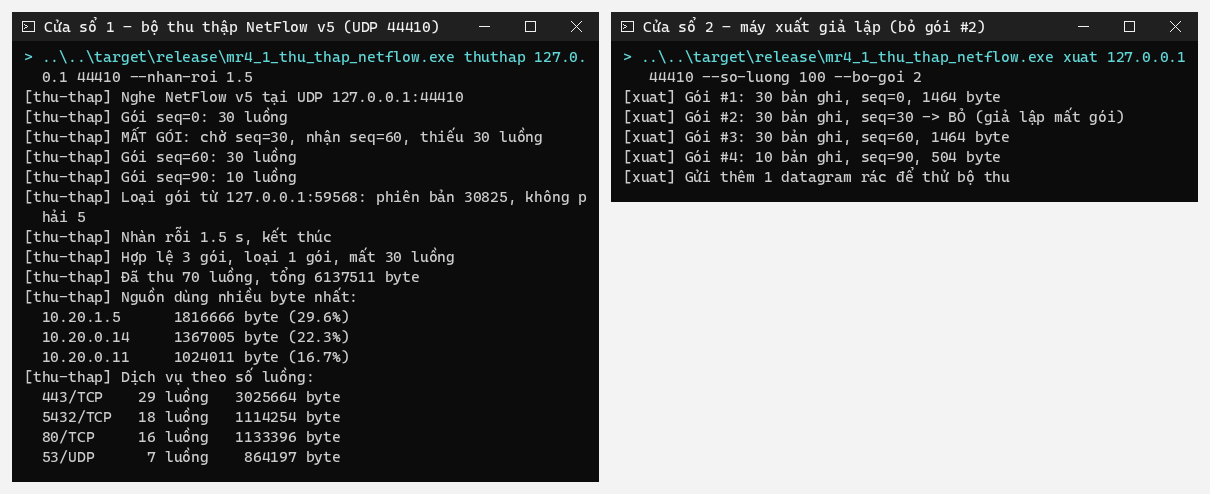 Cửa sổ 1 - bộ thu thập NetFlow v5 (UDP 44410)
> ..\..\target\release\mr4_1_thu_thap_netflow.exe thuthap 127.0.
0.1 44410 --nhan-roi 1.5
[thu-thap] Nghe NetFlow v5 tại UDP 127.0.0.1:44410
[thu-thap] Gói seq=0: 30 luồng
[thu-thap] MẤT GÓI: chờ seq=30, nhận seq=60, thiếu 30 luồng
[thu-thap] Gói seq=60: 30 luồng
[thu-thap] Gói seq=90: 10 luồng
[thu-thap] Loại gói từ 127.0.0.1:59568: phiên bản 30825, không p
hải 5
[thu-thap] Nhàn rỗi 1.5 s, kết thúc
[thu-thap] Hợp lệ 3 gói, loại 1 gói, mất 30 luồng
[thu-thap] Đã thu 70 luồng, tổng 6137511 byte
[thu-thap] Nguồn dùng nhiều byte nhất:
10.20.1.5 1816666 byte (29.6%)
10.20.0.14 1367005 byte (22.3%)
10.20.0.11 1024011 byte (16.7%)
[thu-thap] Dịch vụ theo số luồng:
443/TCP 29 luồng 3025664 byte
5432/TCP 18 luồng 1114254 byte
80/TCP 16 luồng 1133396 byte
53/UDP 7 luồng 864197 byte
Cửa sổ 2 - máy xuất giả lập (bỏ gói #2)
> ..\..\target\release\mr4_1_thu_thap_netflow.exe xuat 127.0.0.1
44410 --so-luong 100 --bo-goi 2
[xuat] Gói #1: 30 bản ghi, seq=0, 1464 byte
[xuat] Gói #2: 30 bản ghi, seq=30 -> BỎ (giả lập mất gói)
[xuat] Gói #3: 30 bản ghi, seq=60, 1464 byte
[xuat] Gói #4: 10 bản ghi, seq=90, 504 byte
[xuat] Gửi thêm 1 datagram rác để thử bộ thu